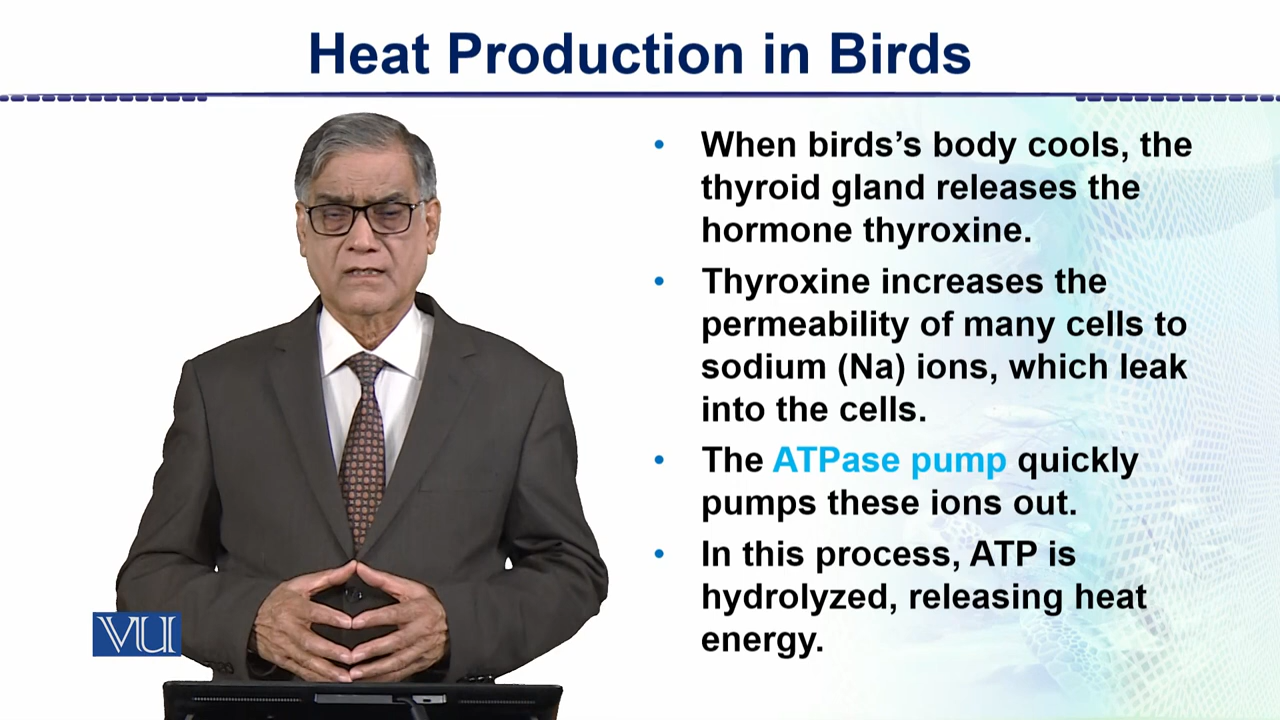 Heat Production in Birds
• When birds’s body cools, the
thyroid gland releases the
hormone thyroxine.
• Thyroxine increases the
permeability of many cells to
sodium (Na) ions, which leak
into the cells.
• The ATPase pump quickly
pumps these ions out.
• In this process, ATP is
hydrolyzed, releasing heat
energy.
VU